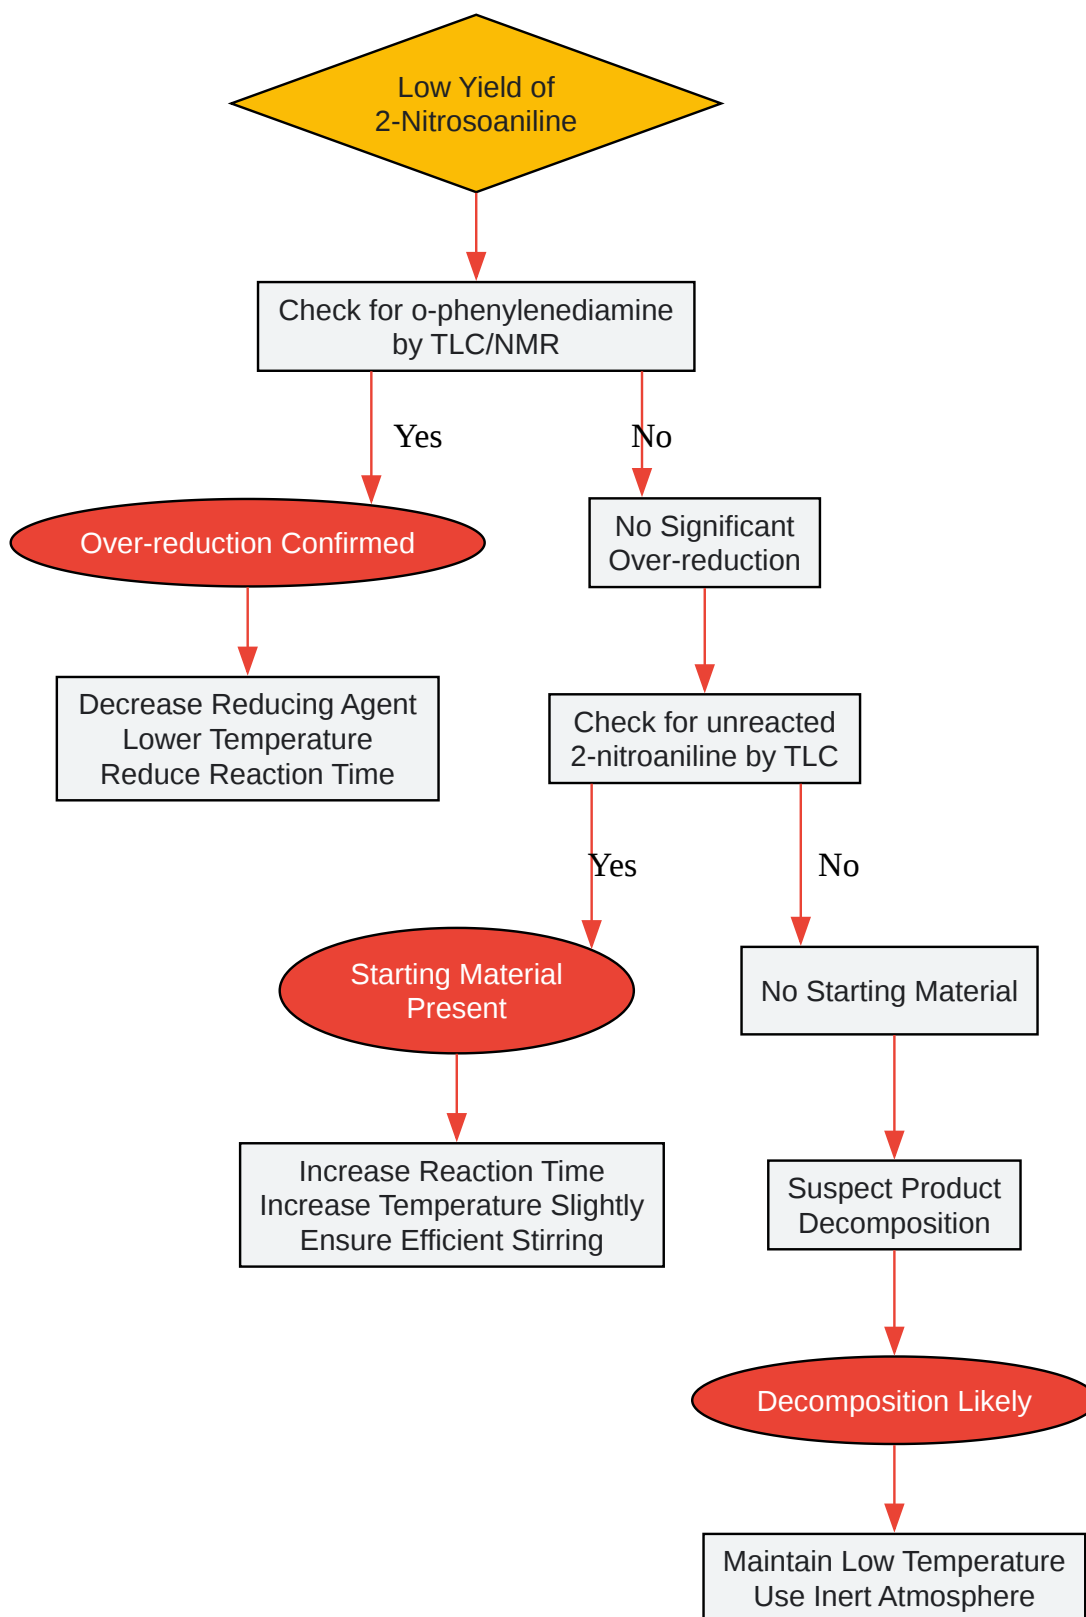 Low Yield of
2-Nitrosoaniline
Check for o-phenylenediamine
by TLC/NMR
Yes
No
Over-reduction Confirmed
No Significant
Over-reduction
Decrease Reducing Agent
Lower Temperature
Reduce Reaction Time
Check for unreacted
2-nitroaniline by TLC
Yes
No
Starting Material
Present
No Starting Material
Increase Reaction Time
Increase Temperature Slightly
Ensure Efficient Stirring
Suspect Product
Decomposition
Decomposition Likely
Maintain Low Temperature
Use Inert Atmosphere